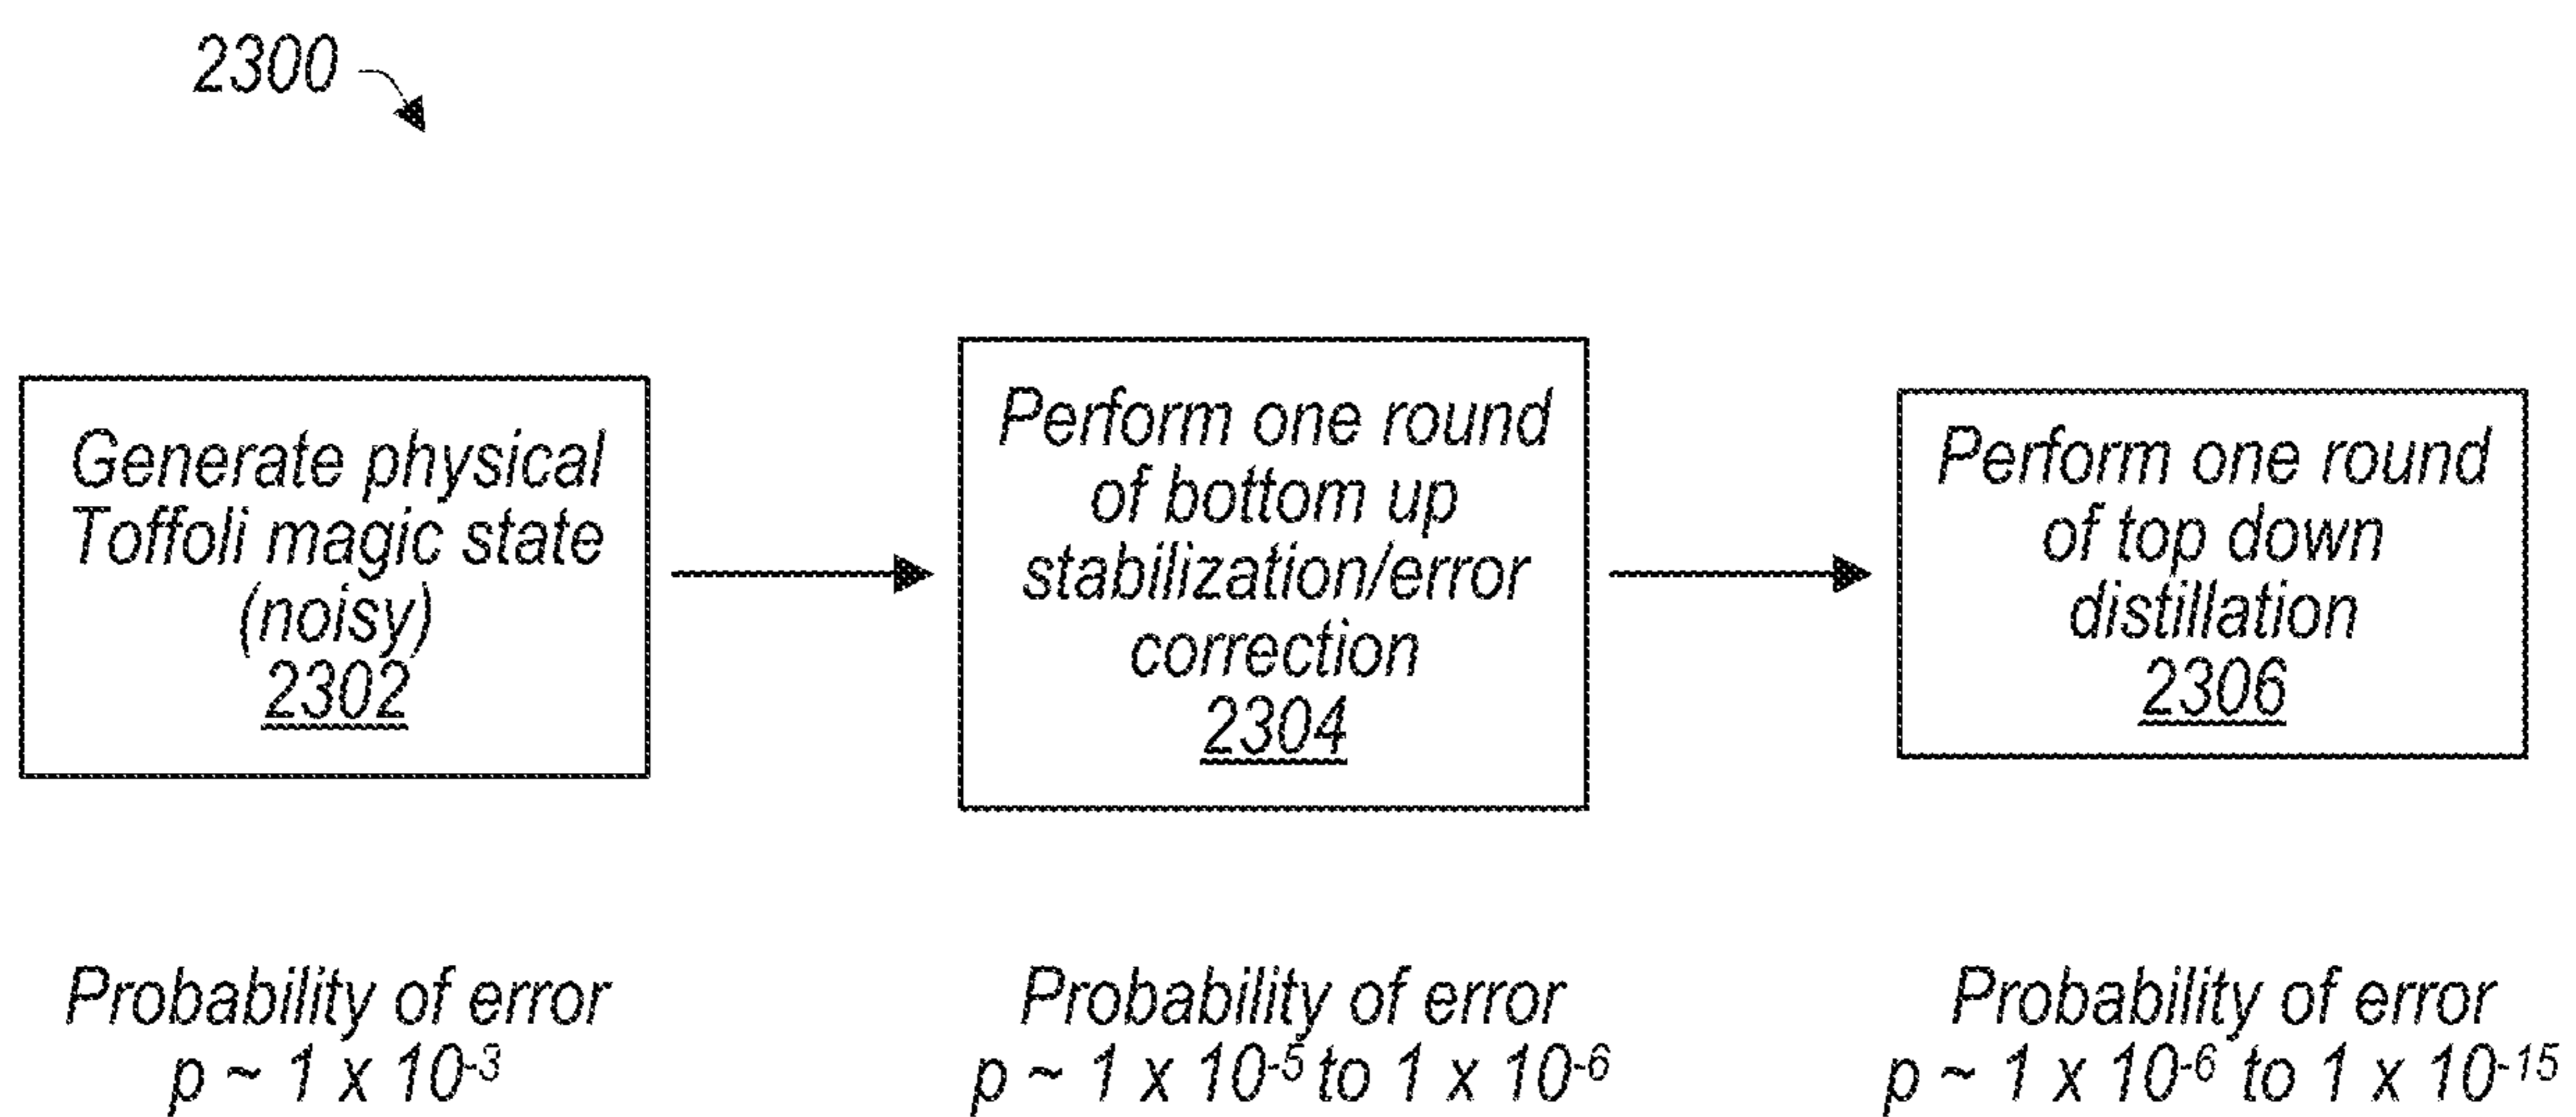 2300
Generate physical
Toffoli magic state
(noisy)
2302
Perform one round
of bottom up
stabilization/error
correction
2304
Perform one round
of top down
distillation
2306
Probability of error
p ~ 1 x 10⁻³
Probability of error
p ~ 1 x 10⁻⁵ to 1 x 10⁻⁶
Probability of error
p ~ 1 x 10⁻⁶ to 1 x 10⁻¹⁵